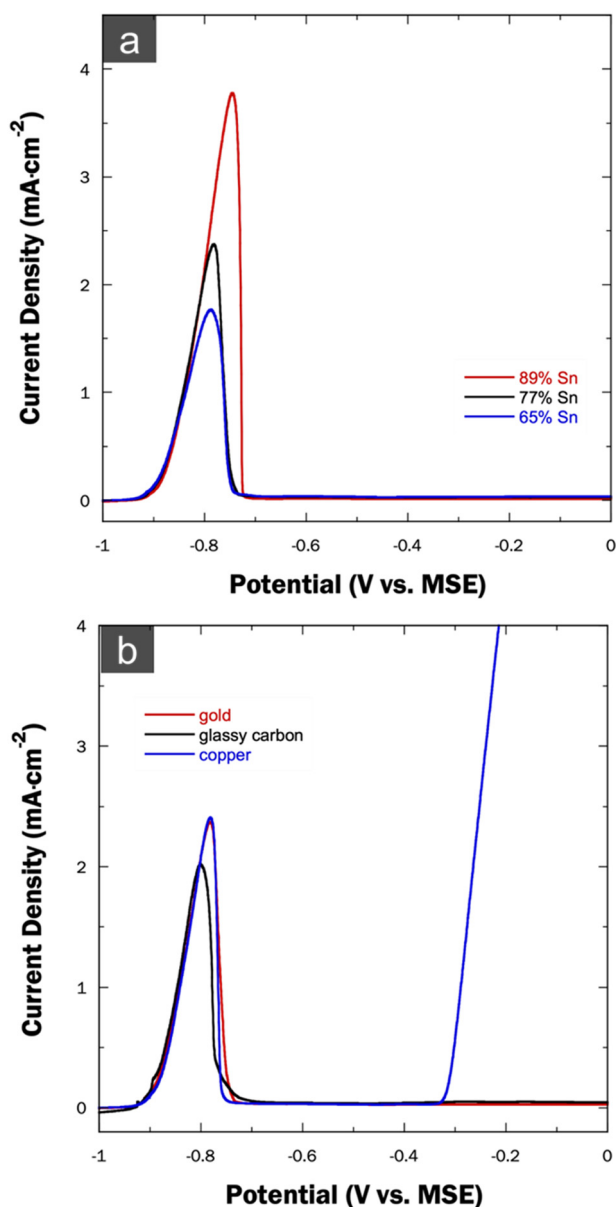 a
Current Density (mA·cm⁻²)
4
3
2
1
0
89% Sn
77% Sn
65% Sn
-1
-0.8
-0.6
-0.4
-0.2
0
Potential (V vs. MSE)
b
Current Density (mA·cm⁻²)
4
3
2
1
0
gold
glassy carbon
copper
-1
-0.8
-0.6
-0.4
-0.2
0
Potential (V vs. MSE)